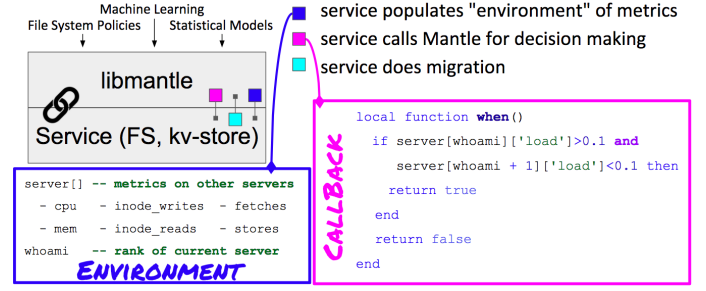 Machine Learning
File System Policies
Statistical Models
service populates "environment" of metrics
service calls Mantle for decision making
service does migration
libmantle
Service (FS, kv-store)
server[] -- metrics on other servers
- cpu - inode_writes - fetches
- mem - inode_reads - stores
whoami -- rank of current server
ENVIRONMENT
CALLBACK
local function when()
if server[whoami]['load']>0.1 and
server[whoami + 1]['load']<0.1 then
return true
end
return false
end